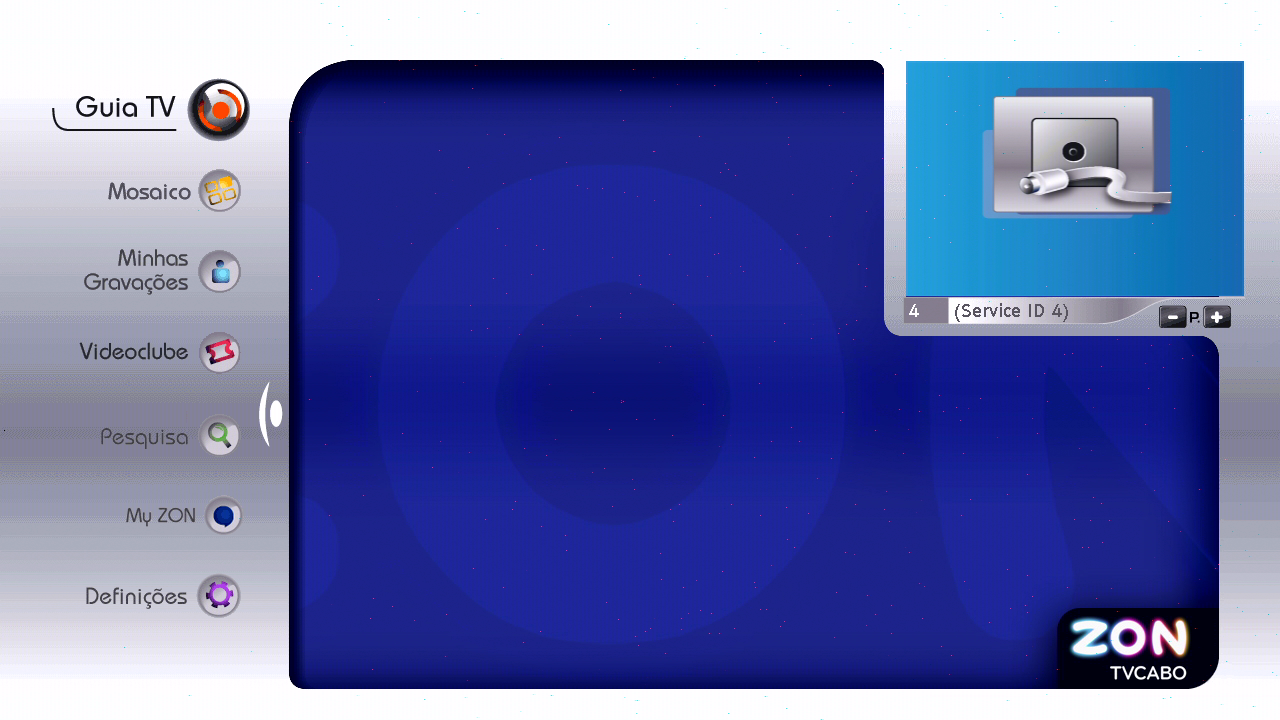 Guia TV
Mosaico
Minhas
Gravações
Videoclube
Pesquisa
My ZON
Definições
4 (Service ID 4)
- P. +
ZON
TVCABO